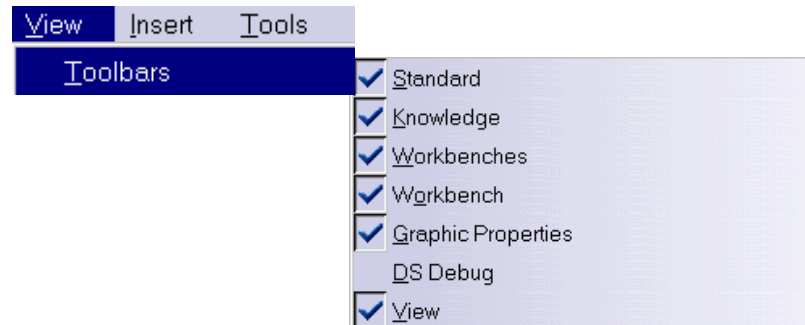 View Insert Tools
Toolbars
Standard
Knowledge
Workbenches
Workbench
Graphic Properties
DS Debug
View